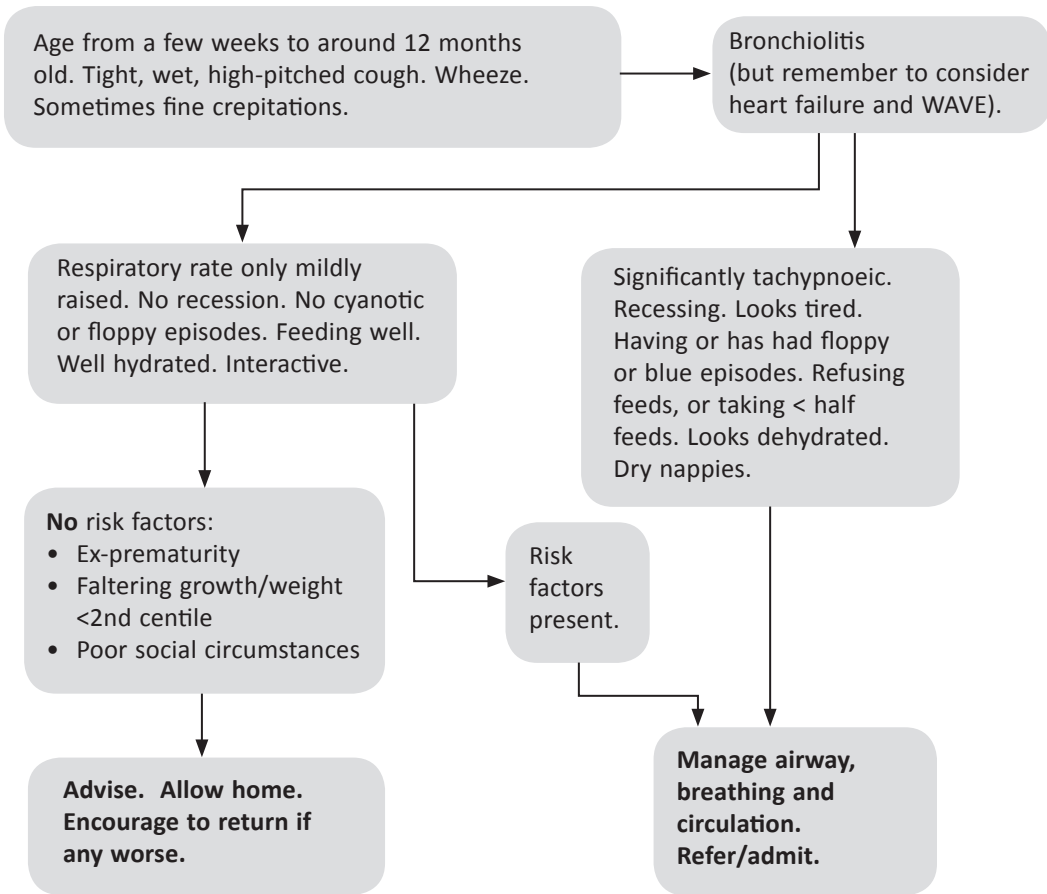 Age from a few weeks to around 12 months
old. Tight, wet, high-pitched cough. Wheeze.
Sometimes fine crepitations.
Bronchiolitis
(but remember to consider
heart failure and WAVE).
Respiratory rate only mildly
raised. No recession. No cyanotic
or floppy episodes. Feeding well.
Well hydrated. Interactive.
Significantly tachypnoeic.
Recessing. Looks tired.
Having or has had floppy
or blue episodes. Refusing
feeds, or taking < half
feeds. Looks dehydrated.
Dry nappies.
No risk factors:
• Ex-prematurity
• Faltering growth/weight
<2nd centile
• Poor social circumstances
Risk
factors
present.
Advise. Allow home.
Encourage to return if
any worse.
Manage airway,
breathing and
circulation.
Refer/admit.